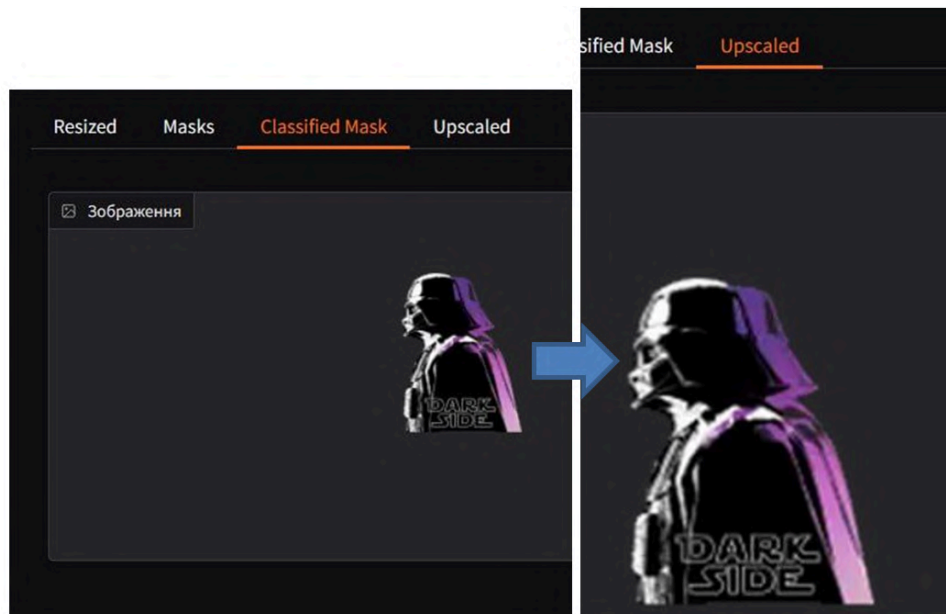 Resized Masks Classified Mask Upscaled
Зображення
DARK
SIDE
sified Mask Upscaled
DARK
SIDE